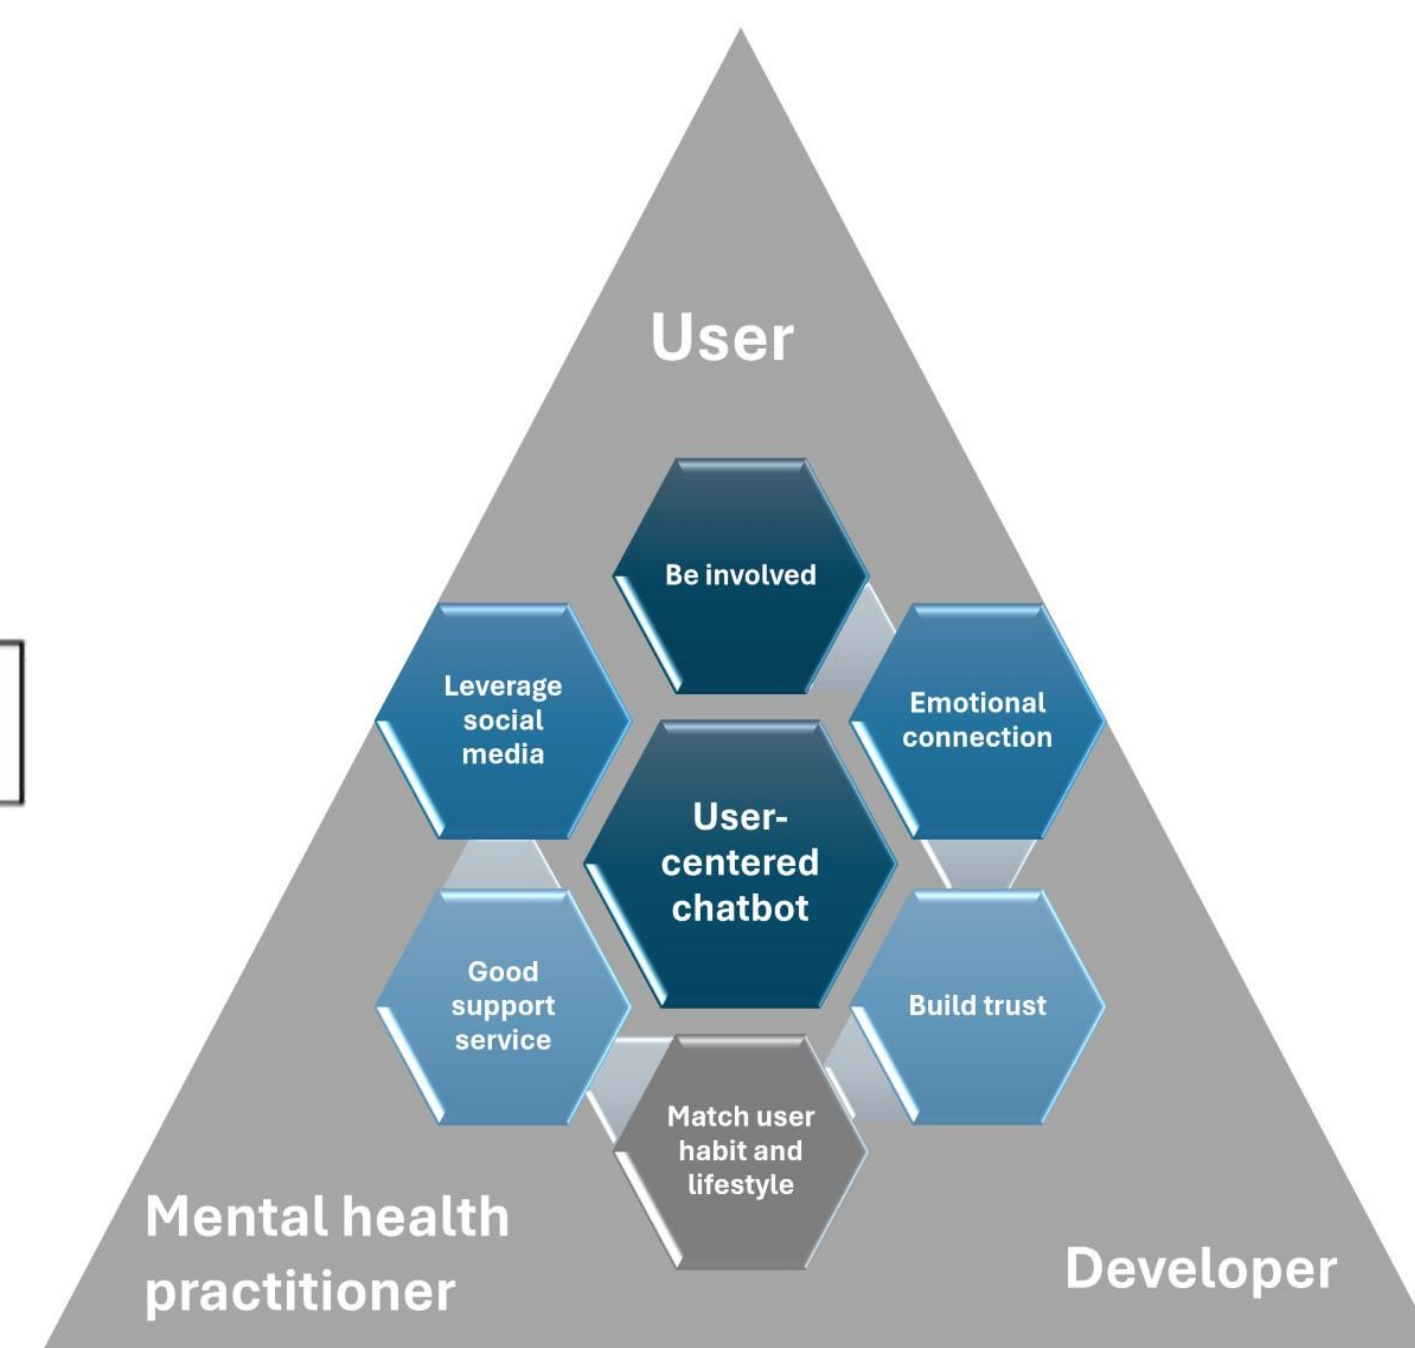 User
Be involved
Leverage
social
media
Emotional
connection
User-
centered
chatbot
Good
support
service
Build trust
Match user
habit and
lifestyle
Mental health
practitioner
Developer